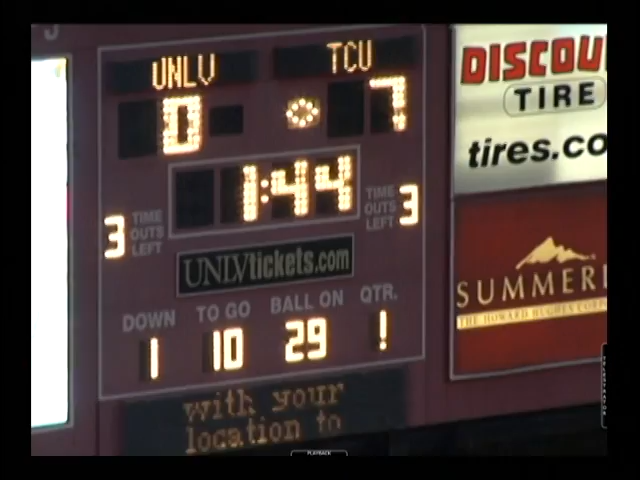 UNLV TCU
0 7
1:44
3 TIME OUTS LEFT
TIME OUTS LEFT 3
UNLVtickets.com
DOWN TO GO BALL ON QTR.
1 10 29 !
with your
location to
DISCOU
TIRE
tires.co
SUMMERL
THE HOWARD HUGHES CORP
PLAYBACK